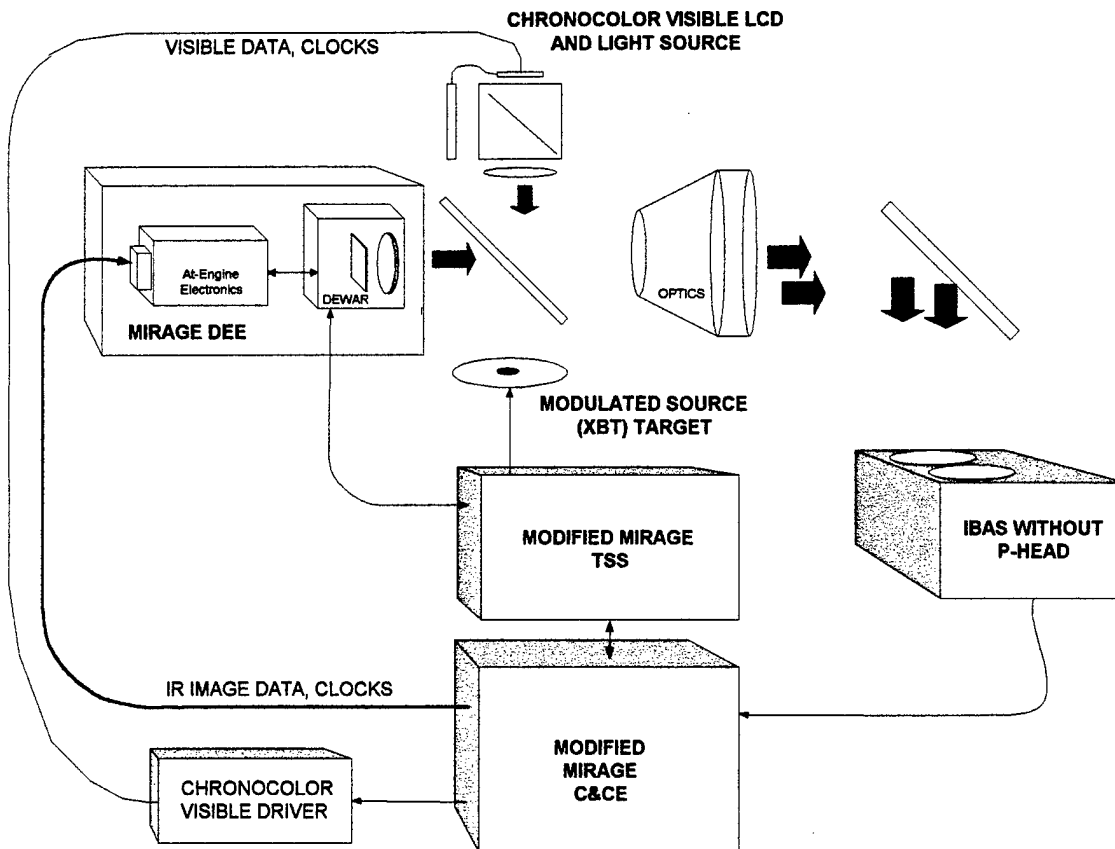 CHRONOCOLOR VISIBLE LCD
AND LIGHT SOURCE
VISIBLE DATA, CLOCKS
At-Engine
Electronics
DEWAR
MIRAGE DEE
OPTICS
MODULATED SOURCE
(XBT) TARGET
MODIFIED MIRAGE
TSS
IBAS WITHOUT
P-HEAD
IR IMAGE DATA, CLOCKS
MODIFIED
MIRAGE
C&CE
CHRONOCOLOR
VISIBLE DRIVER